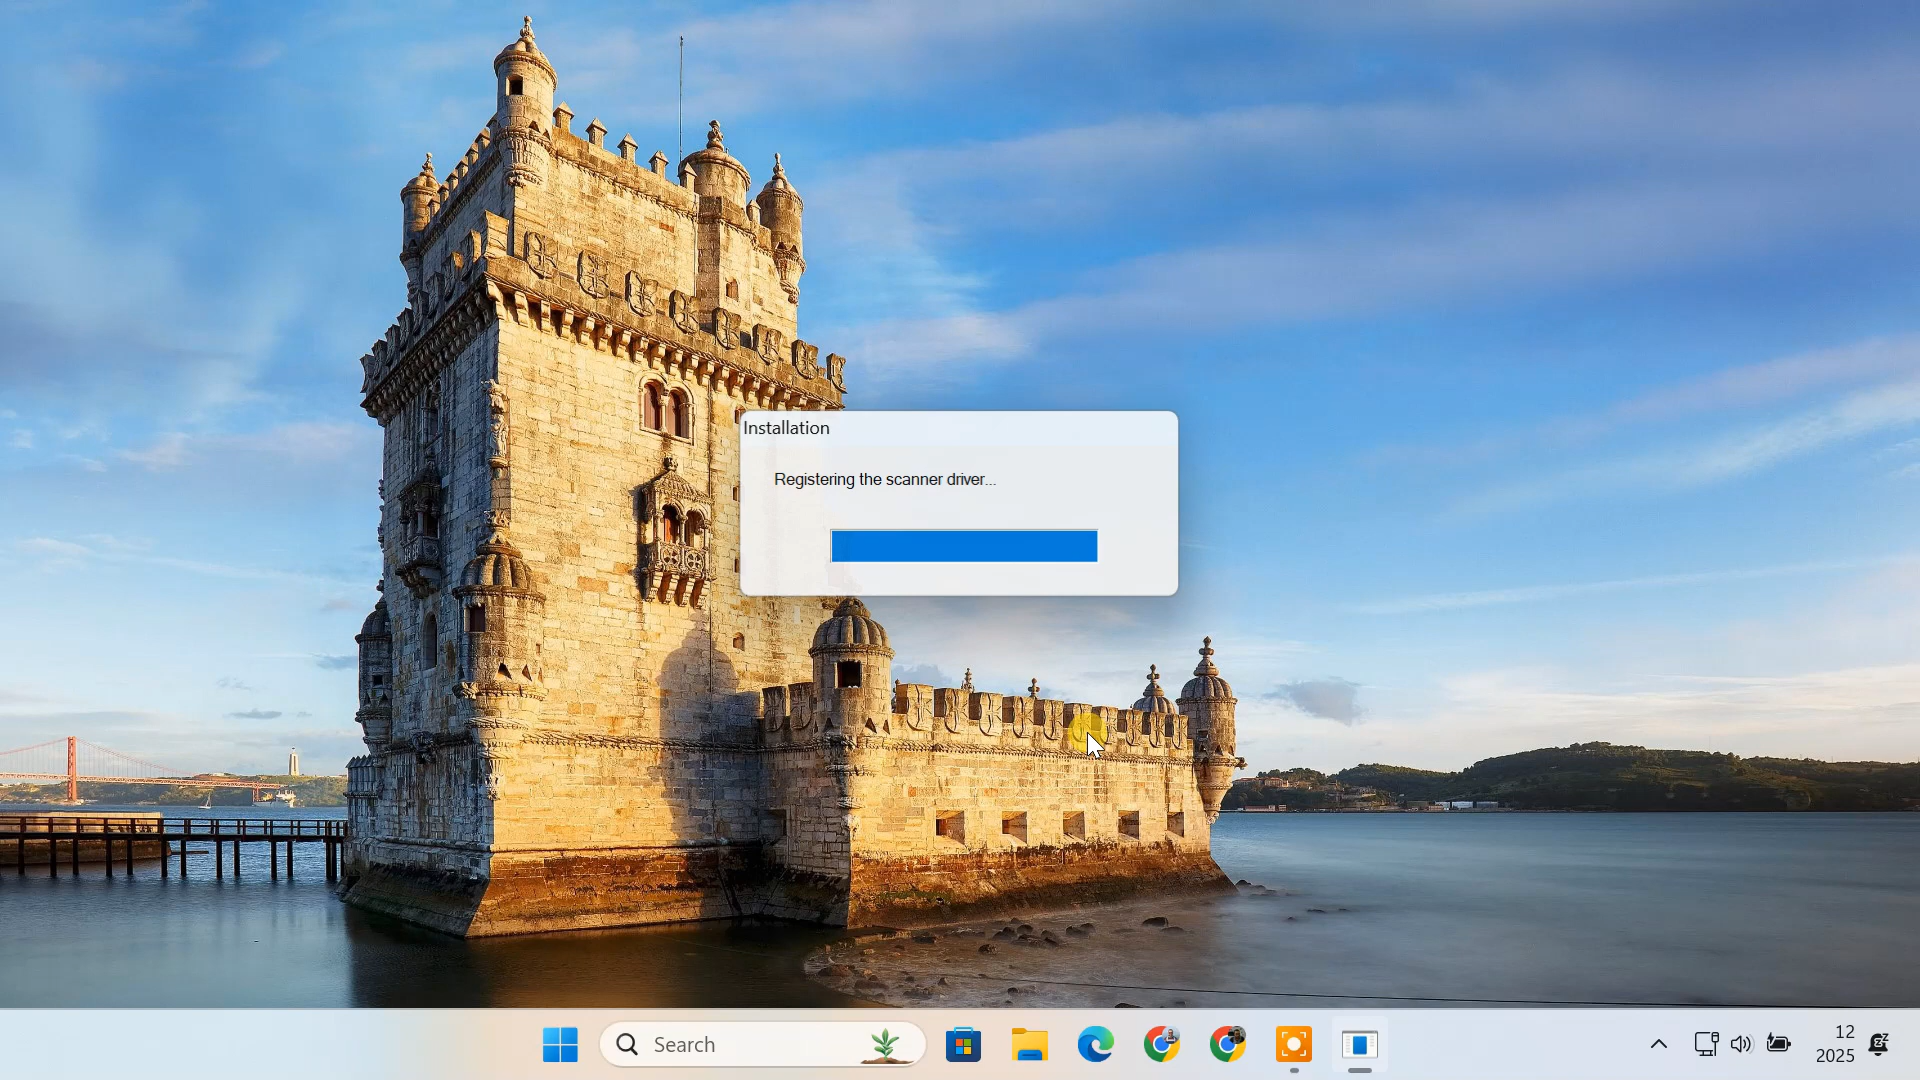 Installation
Registering the scanner driver...
Search
12
2025